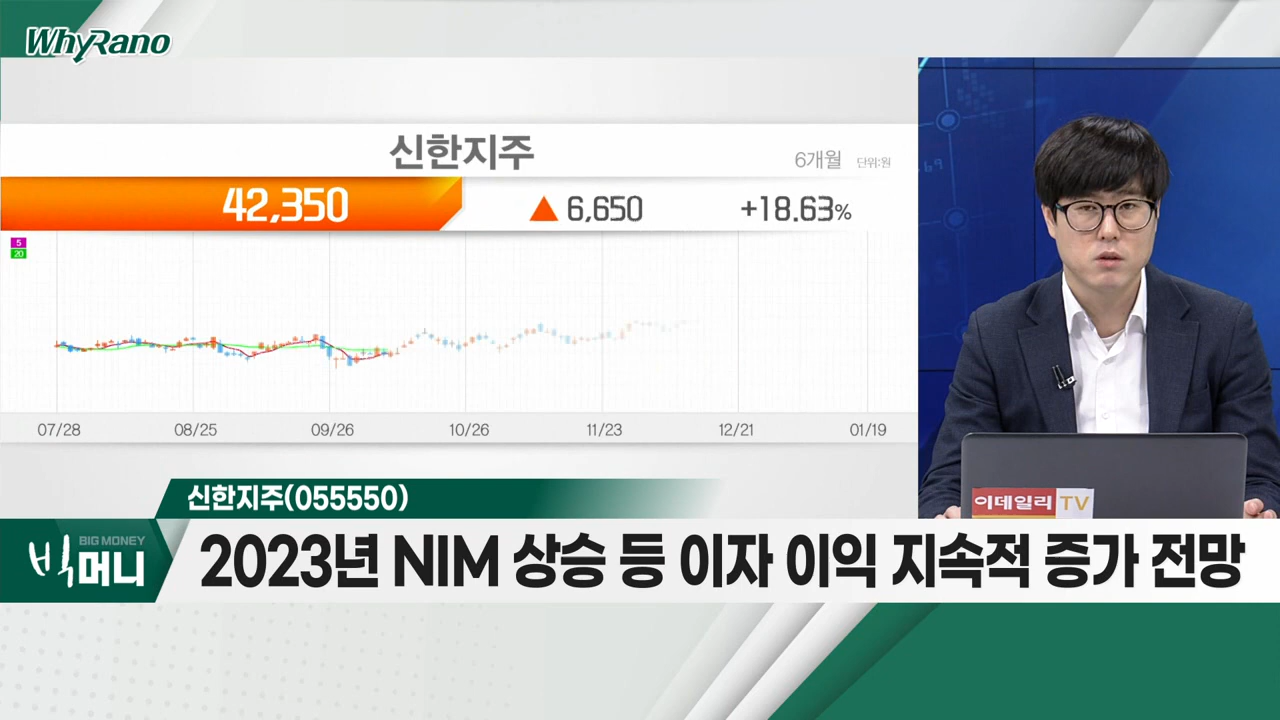 WhyRano
신한지주
6개월 단위:원
42,350 ▲ 6,650 +18.63%
5
20
07/28 08/25 09/26 10/26 11/23 12/21 01/19
이데일리 TV
신한지주(055550)
BIG MONEY
빅머니
2023년 NIM 상승 등 이자 이익 지속적 증가 전망